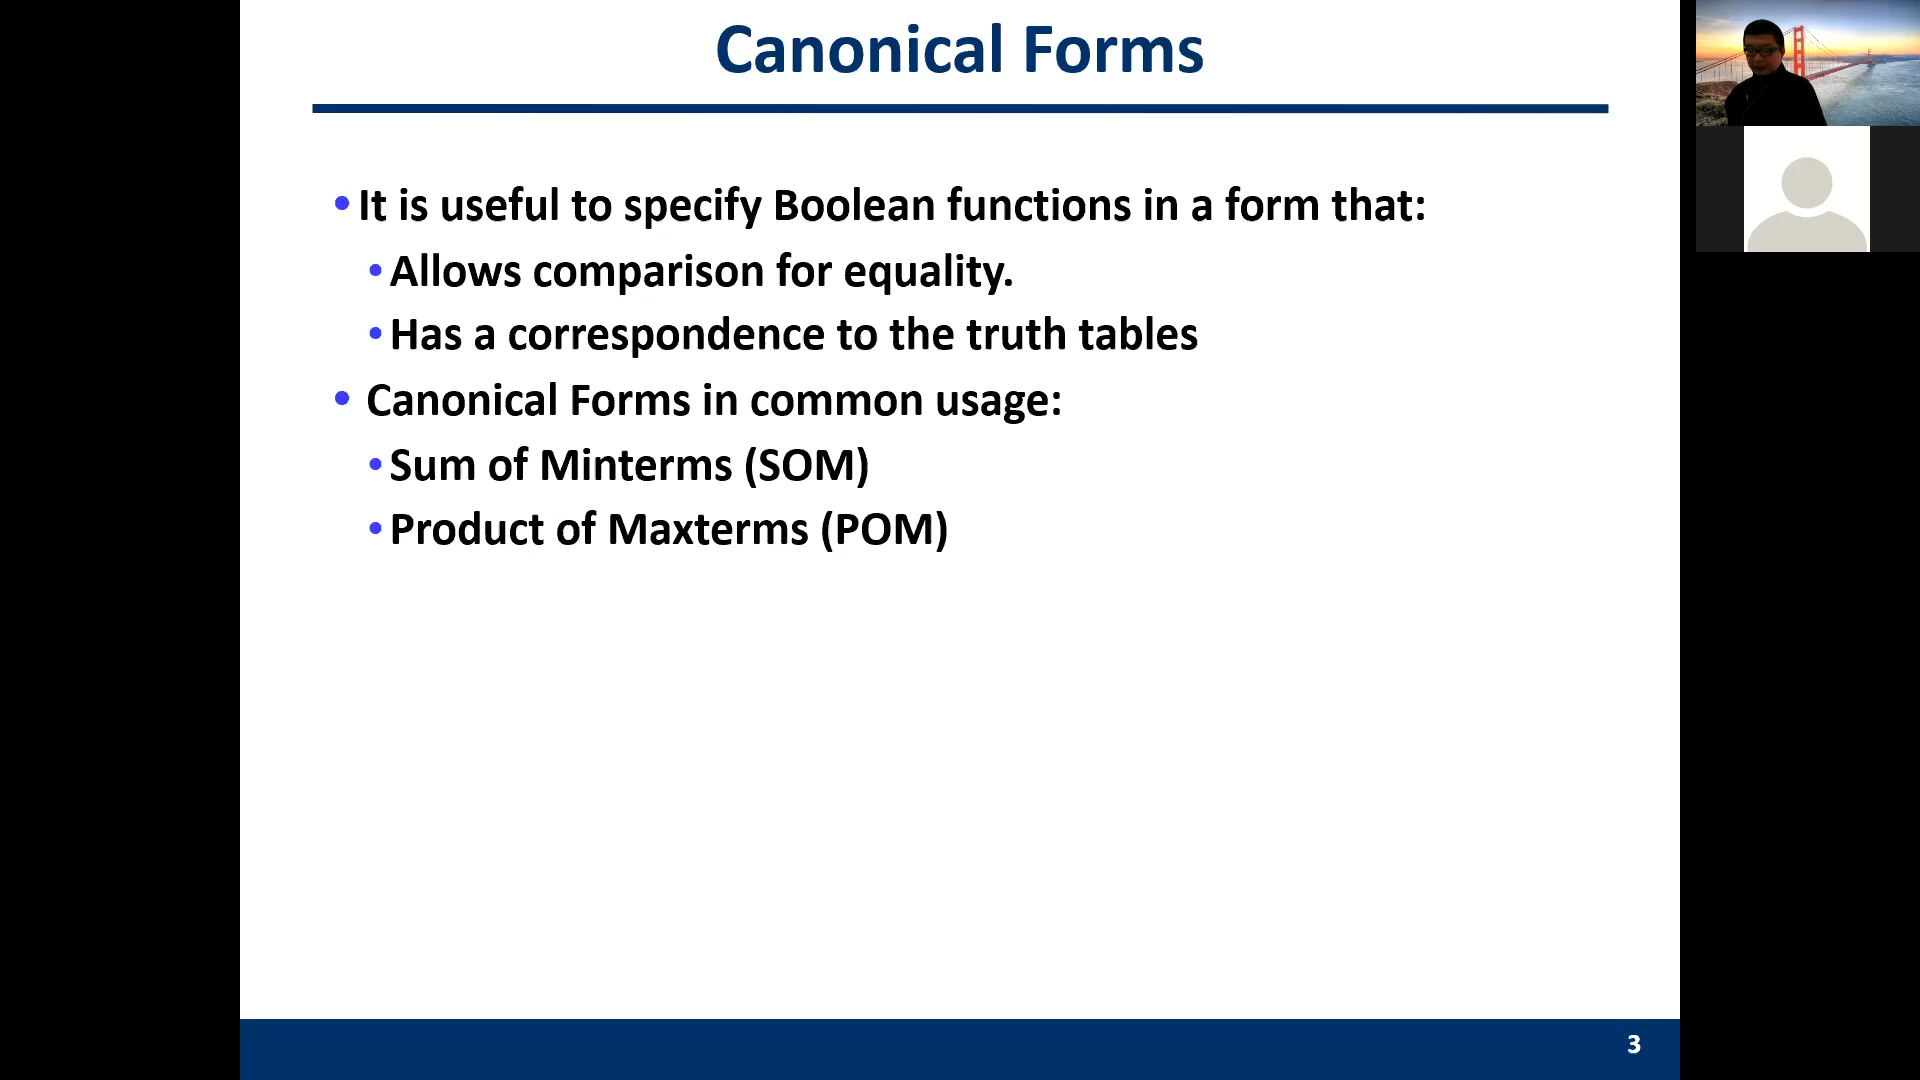 Canonical Forms
• It is useful to specify Boolean functions in a form that:
• Allows comparison for equality.
• Has a correspondence to the truth tables
• Canonical Forms in common usage:
• Sum of Minterms (SOM)
• Product of Maxterms (POM)
3